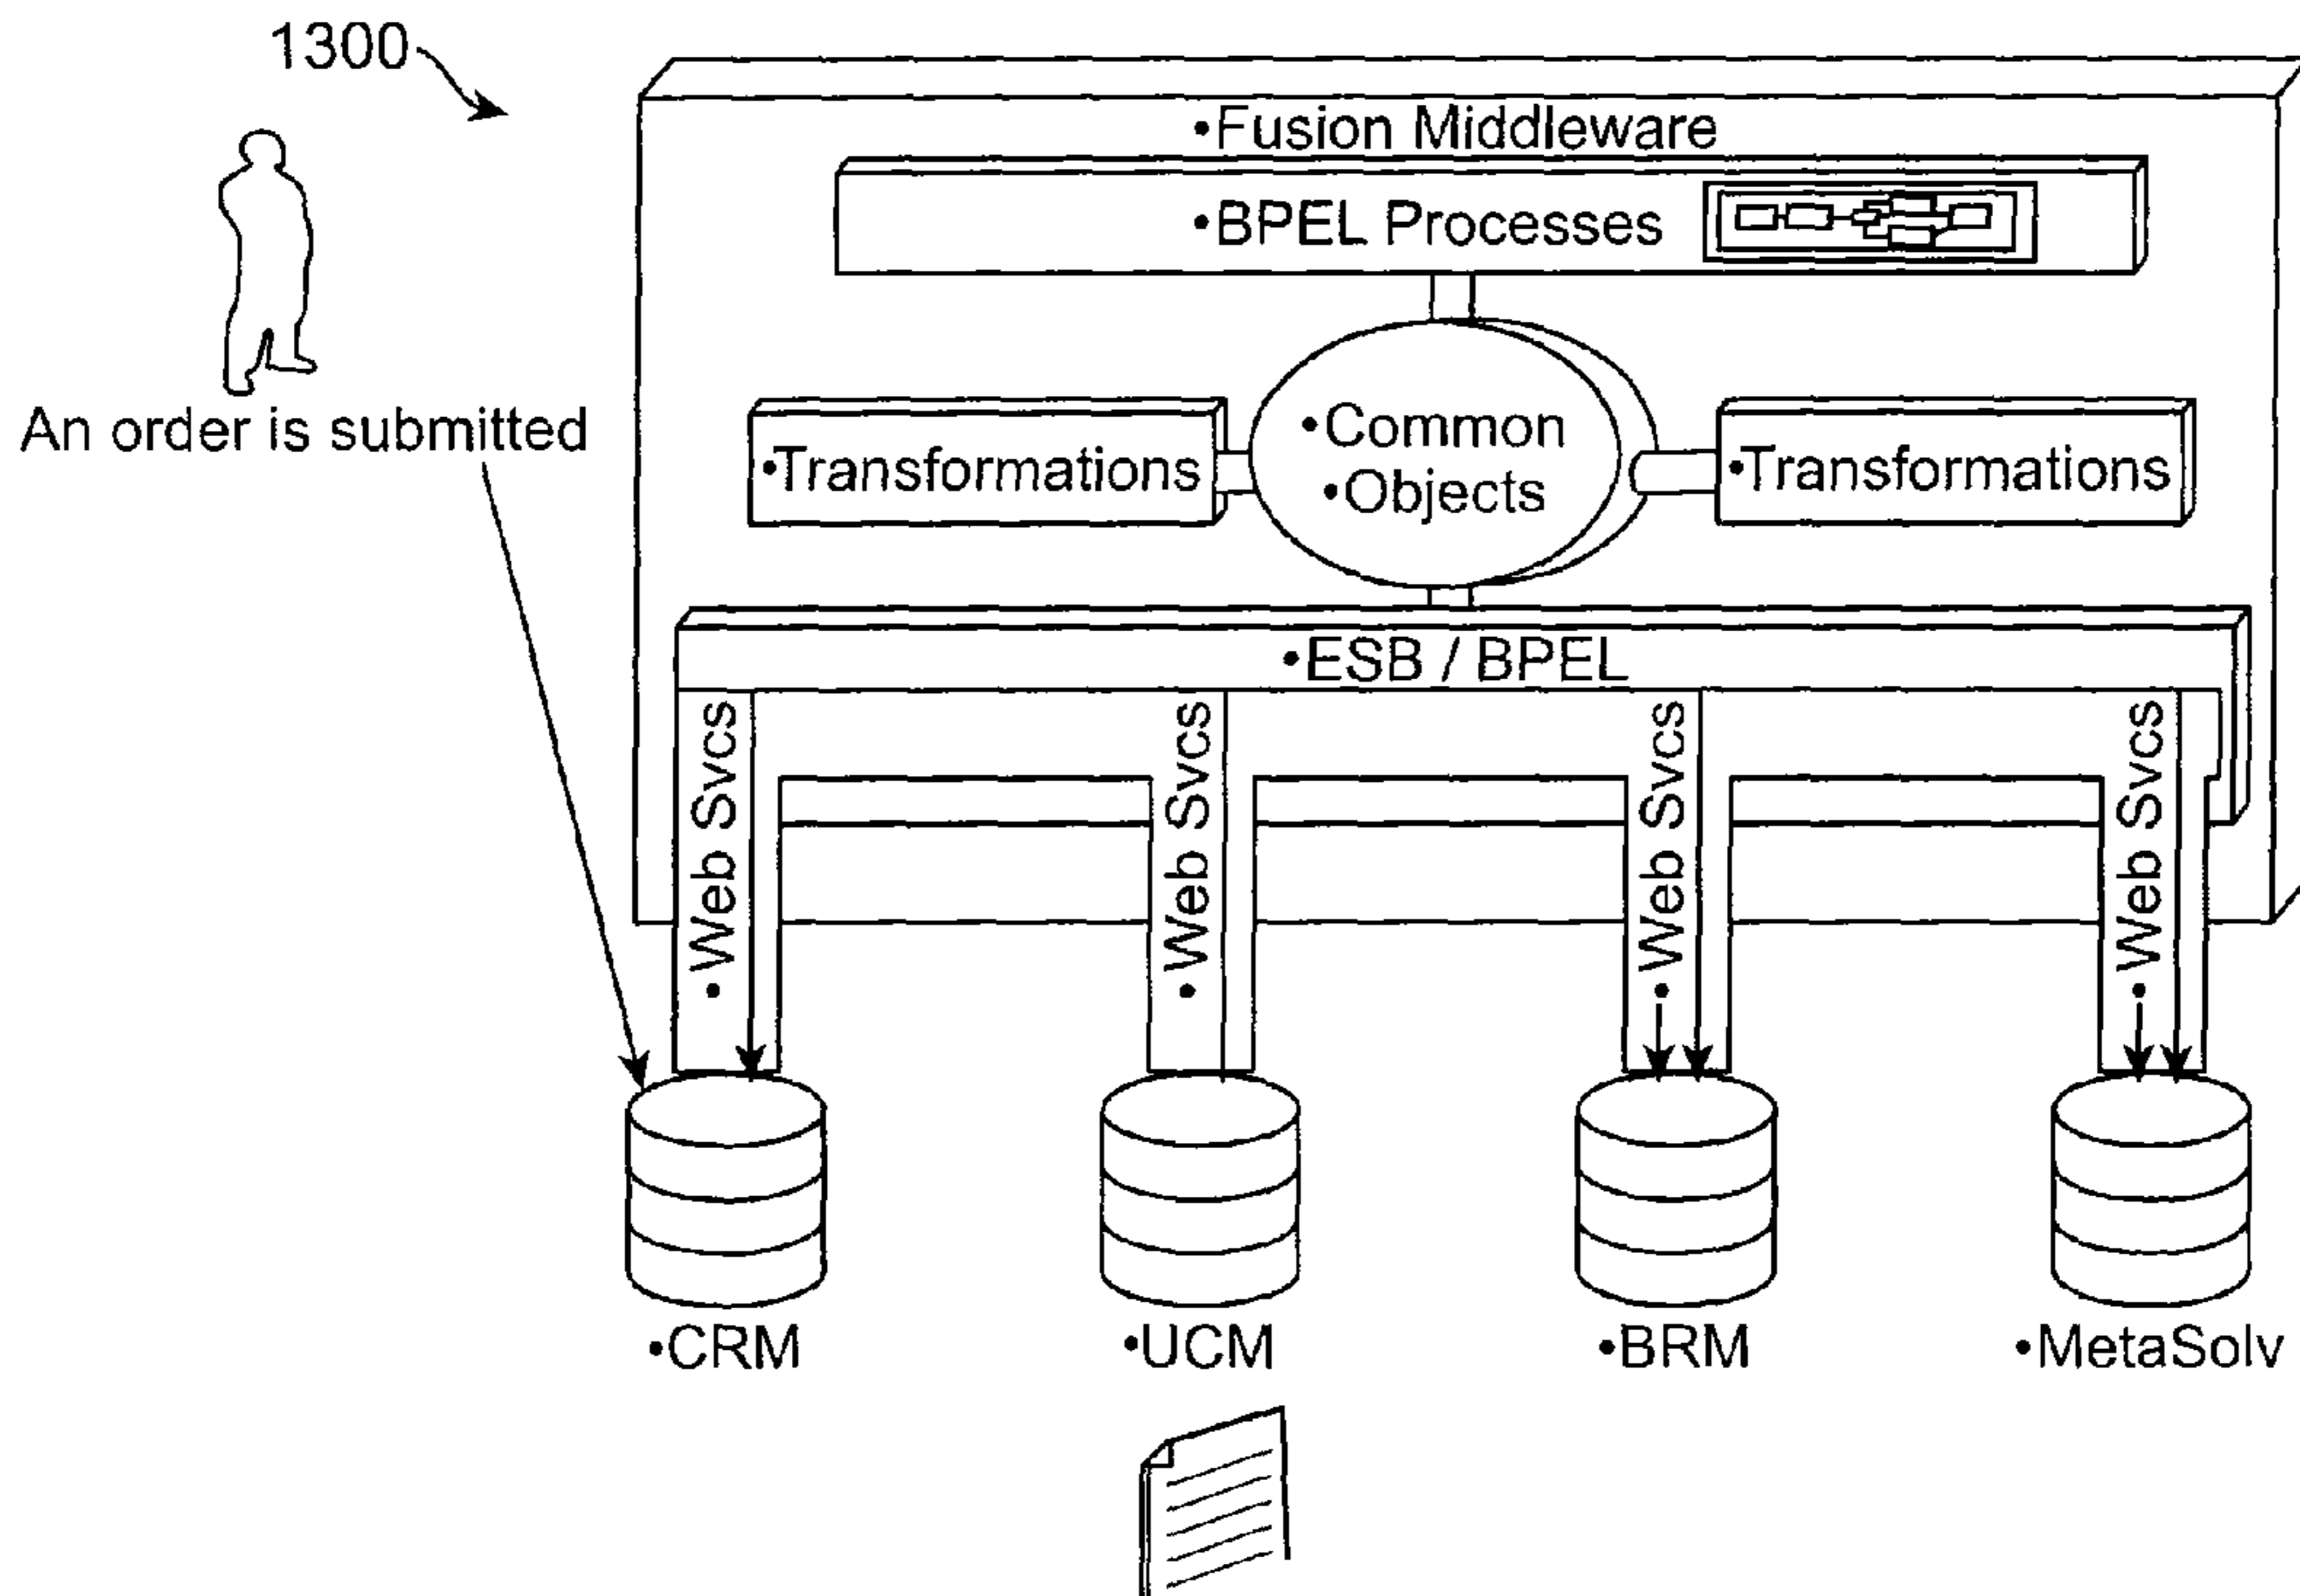 1300
•Fusion Middleware
•BPEL Processes
An order is submitted
•Transformations
•Common
•Objects
•Transformations
•ESB / BPEL
•Web Svcs
•Web Svcs
•Web Svcs
•Web Svcs
•CRM
•UCM
•BRM
•MetaSolv